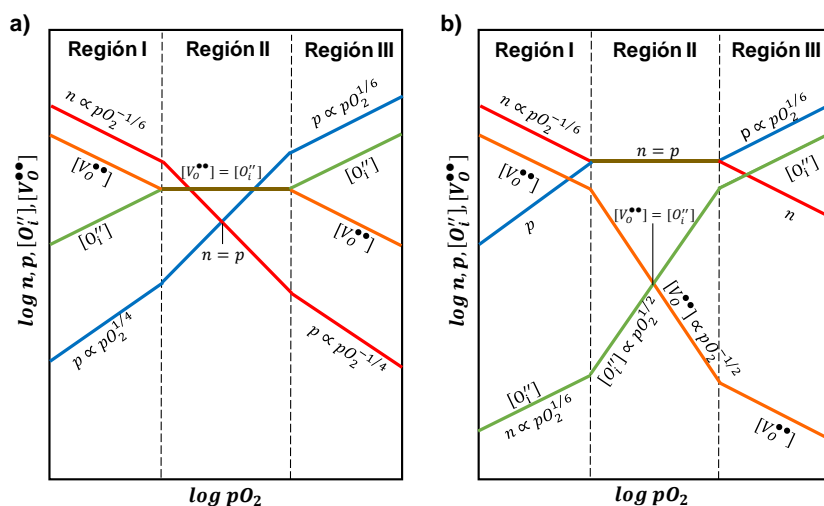 a)
Región I Región II Región III
n ∝ pO₂^{-1/6}
p ∝ pO₂^{1/6}
[V_O^{••}]
[V_O^{••}] = [O_i'']
[O_i'']
[O_i'']
[V_O^{••}]
n = p
p ∝ pO₂^{1/4}
p ∝ pO₂^{-1/4}
log n, p, [O_i''], [V_O^{••}]
log pO₂
b)
Región I Región II Región III
n ∝ pO₂^{-1/6}
n = p
p ∝ pO₂^{1/6}
[V_O^{••}]
[O_i'']
p
[V_O^{••}] = [O_i'']
n
[O_i''] ∝ pO₂^{1/2}
[V_O^{••}] ∝ pO₂^{-1/2}
[O_i'']
n ∝ pO₂^{1/6}
[V_O^{••}]
log n, p, [O_i''], [V_O^{••}]
log pO₂